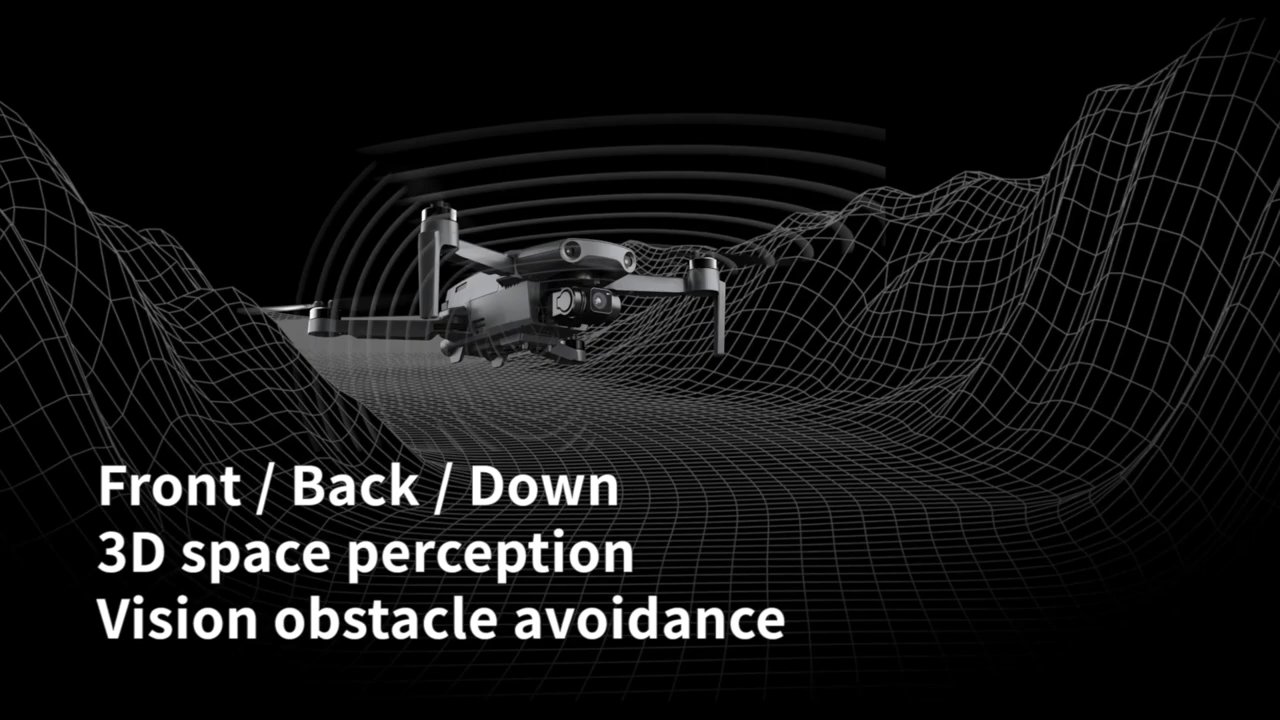 Front / Back / Down
3D space perception
Vision obstacle avoidance